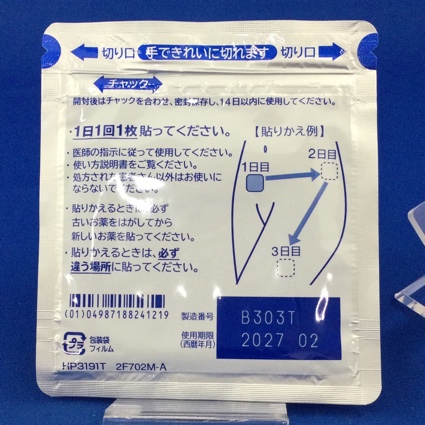 切り口 手できれいに切れます 切り口
チャック
開封後はチャックを合わせ、密封保存し、14日以内に使用してください。
・1日1回1枚貼ってください。
・医師の指示に従って使用してください。
・使い方説明書をご覧ください。
・処方された患者さん以外はお使いに
ならないでください。
・貼りかえるときは、必ず
古いお薬をはがしてから
新しいお薬を貼ってください。
・貼りかえるときは、必ず
違う場所に貼ってください。
【貼りかえ例】
1日目
2日目
3日目
(01)04987188241219
製造番号
B303T
使用期限
(西暦年月)
2027 02
プラ
包装袋
フィルム
HP3191T 2F702M-A